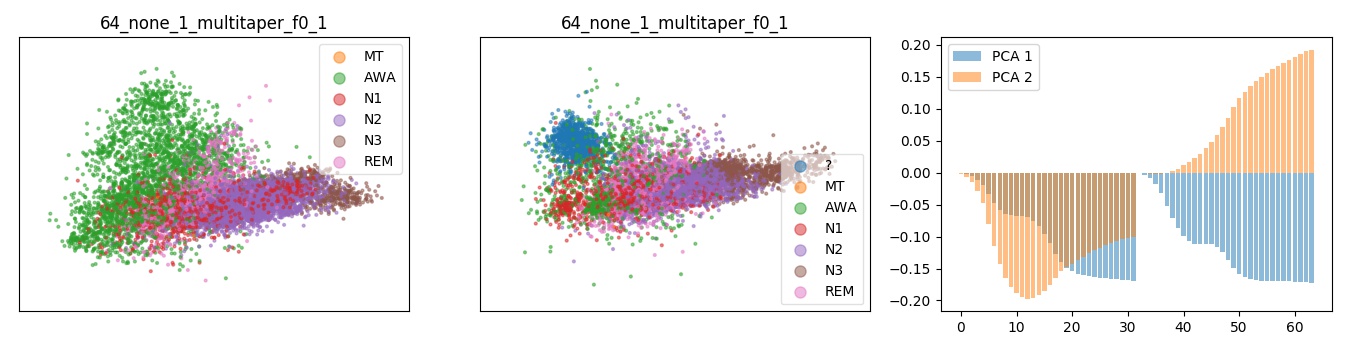 64_none_1_multitaper_f0_1
MT
AWA
N1
N2
N3
REM
64_none_1_multitaper_f0_1
?
MT
AWA
N1
N2
N3
REM
PCA 1
PCA 2
0.20
0.15
0.10
0.05
0.00
−0.05
−0.10
−0.15
−0.20
0 10 20 30 40 50 60